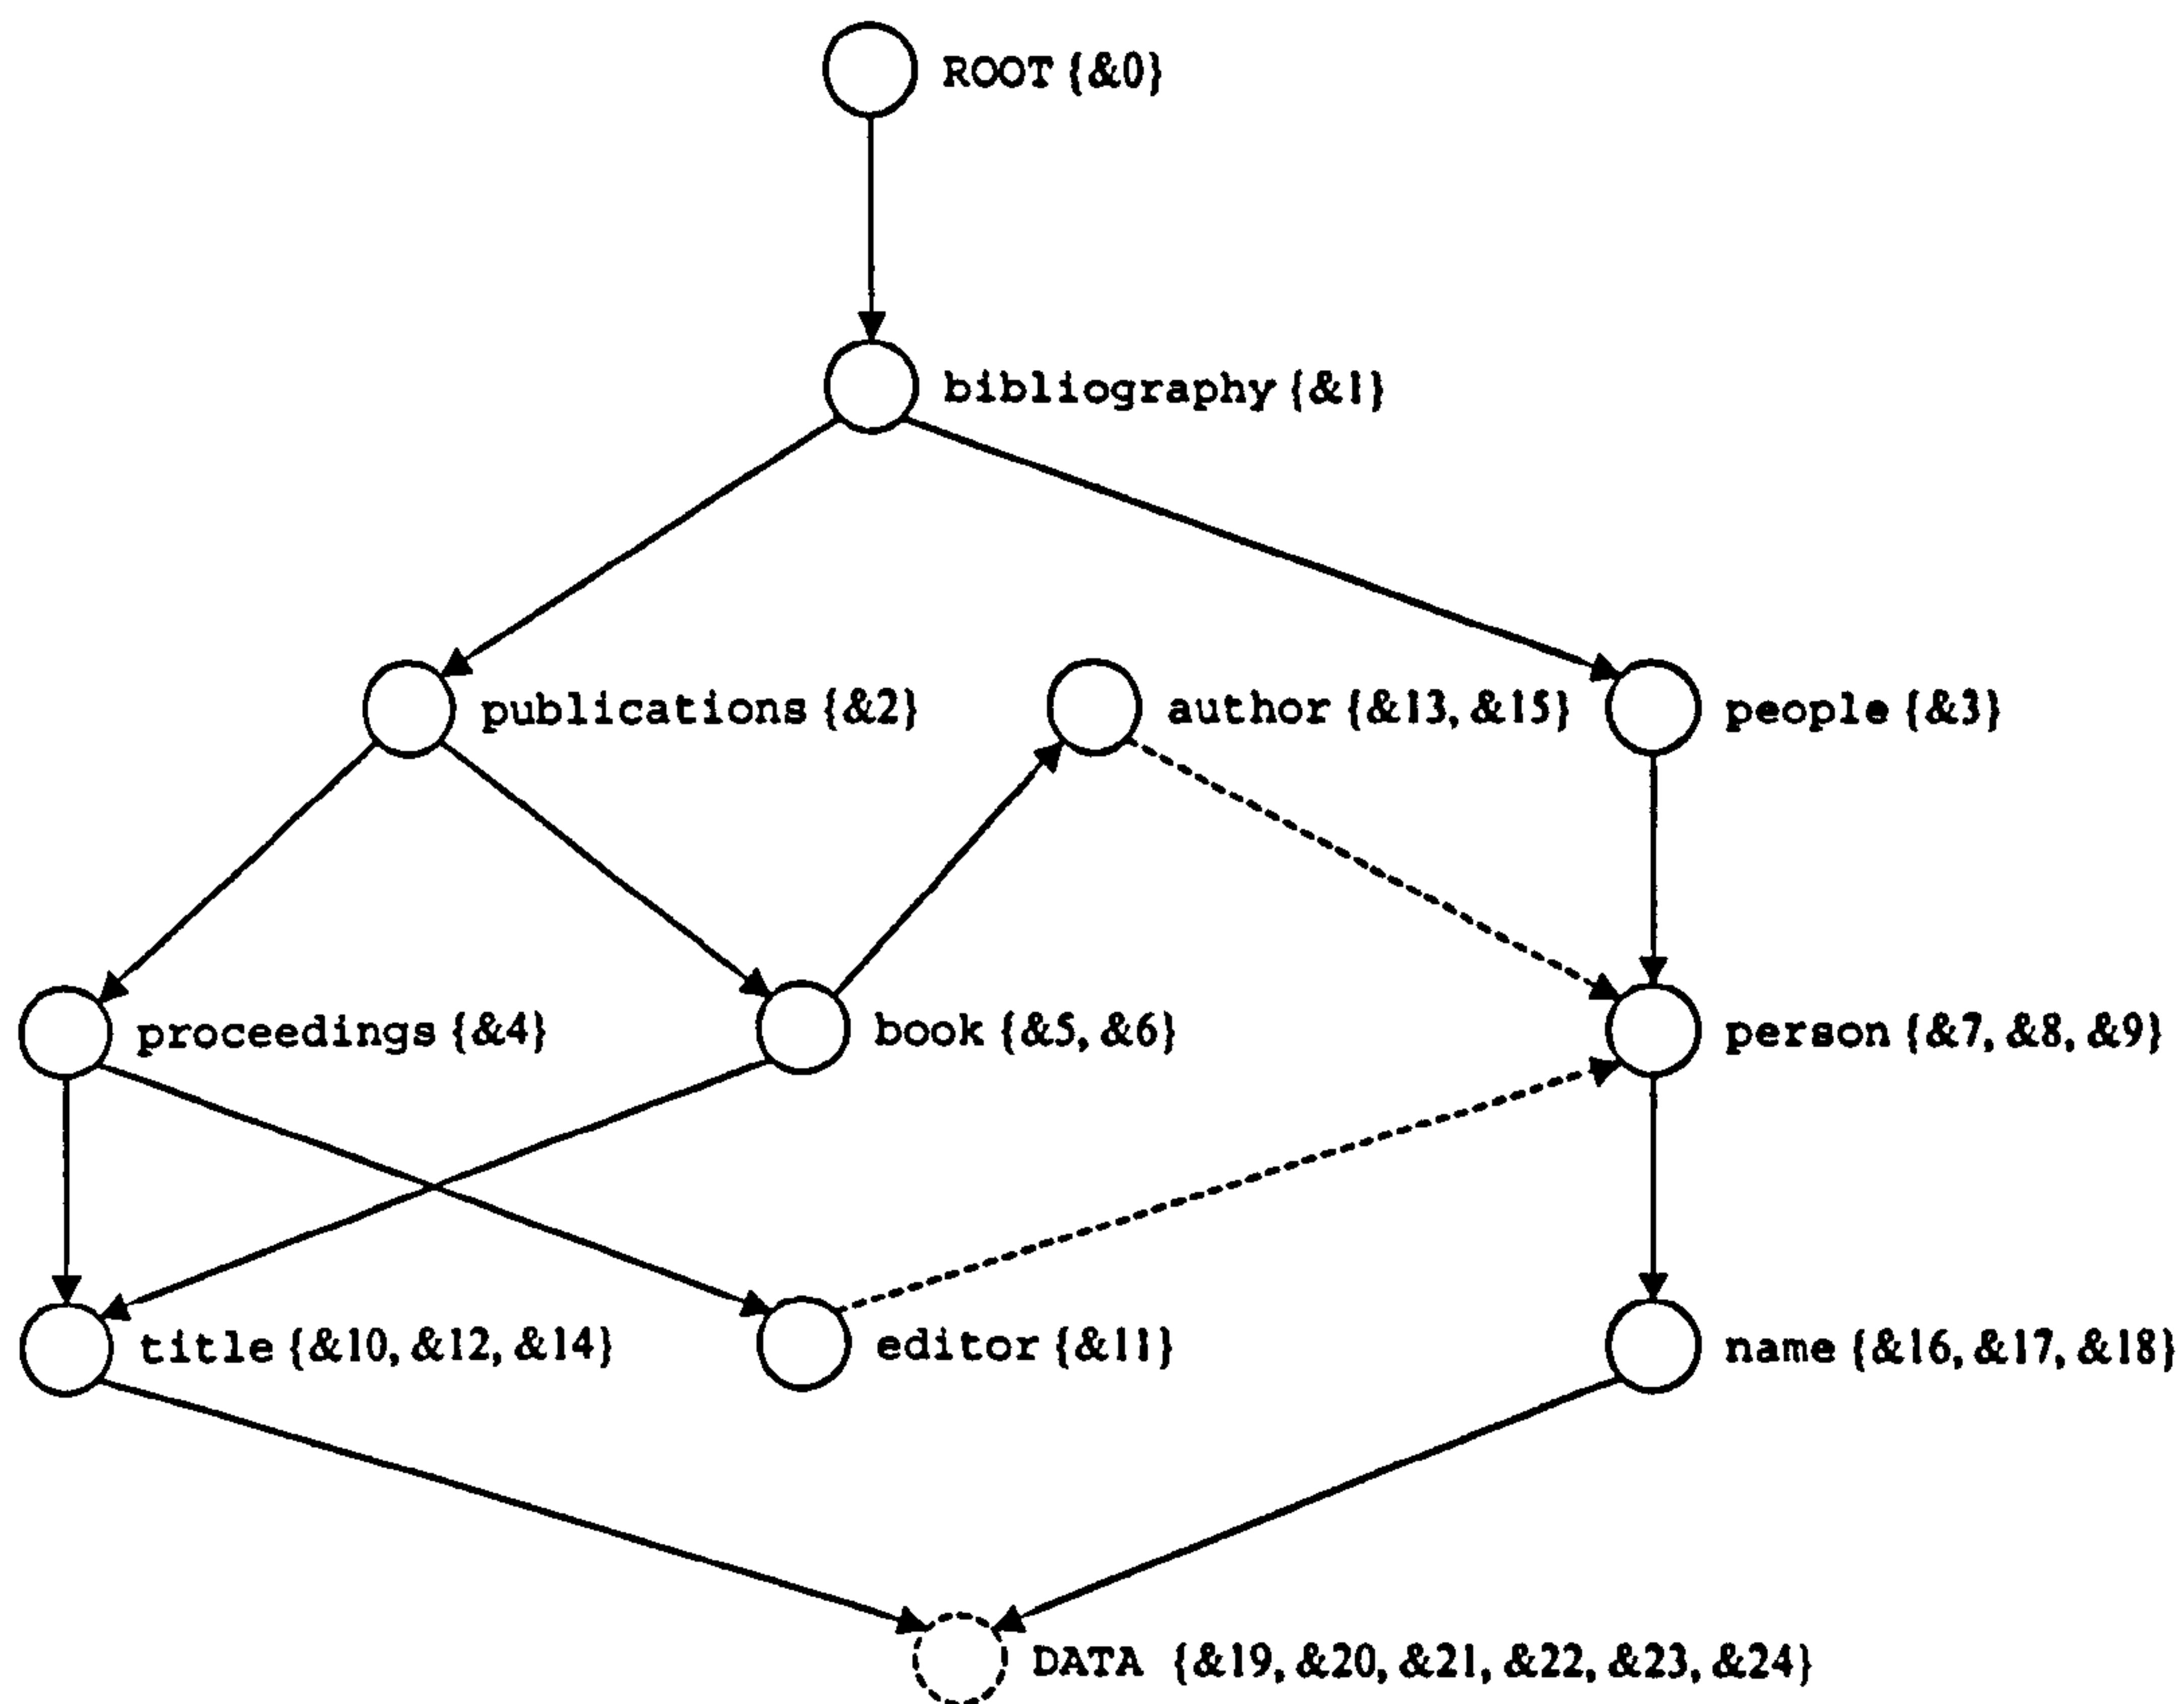 ROOT {&0}
bibliography {&1}
publications {&2}
author {&13, &15}
people {&3}
proceedings {&4}
book {&5, &6}
person {&7, &8, &9}
title {&10, &12, &14}
editor {&11}
name {&16, &17, &18}
DATA {&19, &20, &21, &22, &23, &24}